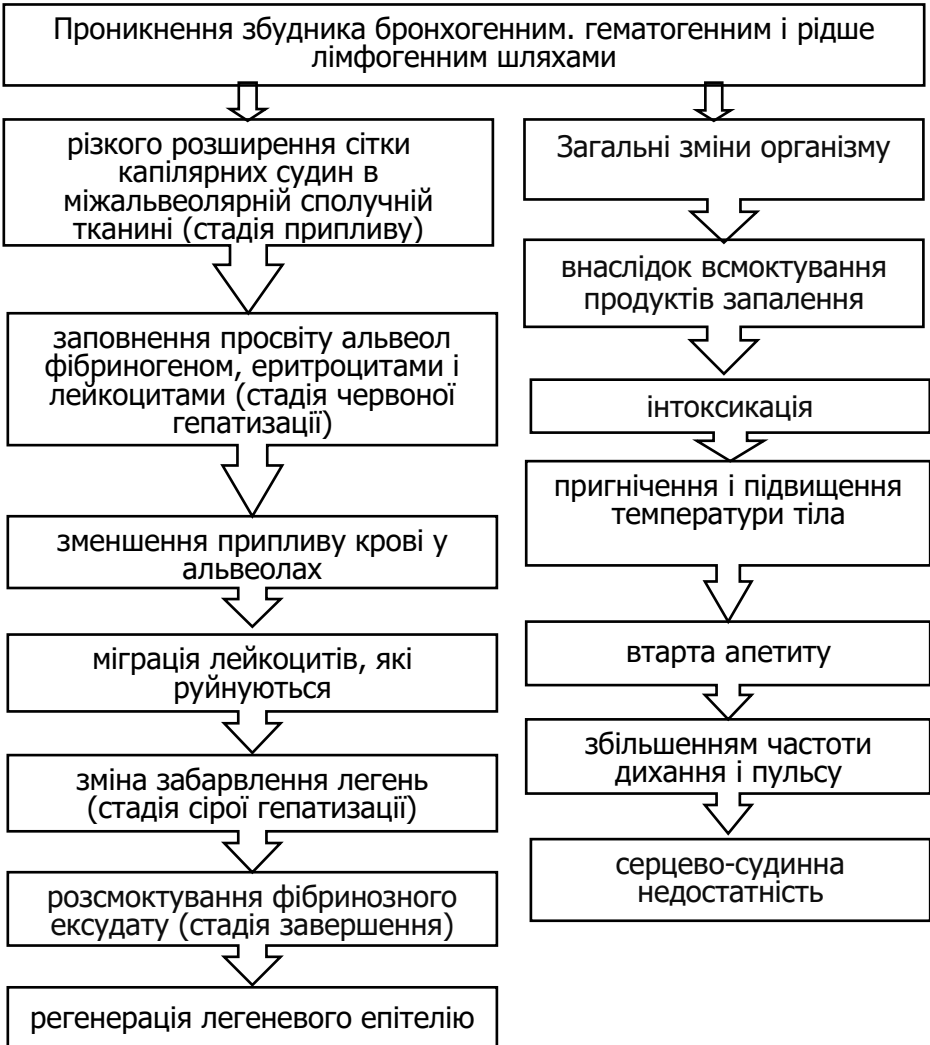 Проникнення збудника бронхогенним. гематогенним і рідше
лімфогенним шляхами
різкого розширення сітки
капілярних судин в
міжальвеолярній сполучній
тканині (стадія припливу)
заповнення просвіту альвеол
фібриногеном, еритроцитами і
лейкоцитами (стадія червоної
гепатизації)
зменшення припливу крові у
альвеолах
міграція лейкоцитів, які
руйнуються
зміна забарвлення легень
(стадія сірої гепатизації)
розсмоктування фібринозного
ексудату (стадія завершення)
регенерація легеневого епітелію
Загальні зміни організму
внаслідок всмоктування
продуктів запалення
інтоксикація
пригнічення і підвищення
температури тіла
втарта апетиту
збільшенням частоти
дихання і пульсу
серцево-судинна
недостатність